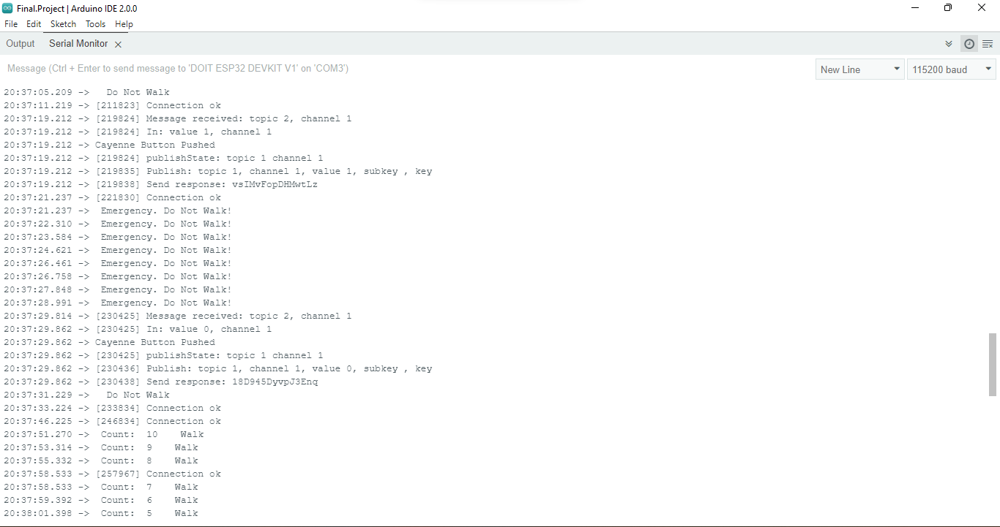 Final.Project | Arduino IDE 2.0.0
File Edit Sketch Tools Help
Output Serial Monitor
Message (Ctrl + Enter to send message to 'DOIT ESP32 DEVKIT V1' on 'COM3')
New Line
115200 baud
20:37:05.209 -> Do Not Walk
20:37:11.219 -> [211823] Connection ok
20:37:19.212 -> [219824] Message received: topic 2, channel 1
20:37:19.212 -> [219824] In: value 1, channel 1
20:37:19.212 -> Cayenne Button Pushed
20:37:19.212 -> [219824] publishState: topic 1 channel 1
20:37:19.212 -> [219835] Publish: topic 1, channel 1, value 1, subkey , key
20:37:19.212 -> [219838] Send response: vsIMvFopDHMwtLz
20:37:21.237 -> [221830] Connection ok
20:37:21.237 -> Emergency. Do Not Walk!
20:37:22.310 -> Emergency. Do Not Walk!
20:37:23.584 -> Emergency. Do Not Walk!
20:37:24.621 -> Emergency. Do Not Walk!
20:37:26.461 -> Emergency. Do Not Walk!
20:37:26.758 -> Emergency. Do Not Walk!
20:37:27.848 -> Emergency. Do Not Walk!
20:37:28.991 -> Emergency. Do Not Walk!
20:37:29.814 -> [230425] Message received: topic 2, channel 1
20:37:29.862 -> [230425] In: value 0, channel 1
20:37:29.862 -> Cayenne Button Pushed
20:37:29.862 -> [230425] publishState: topic 1 channel 1
20:37:29.862 -> [230436] Publish: topic 1, channel 1, value 0, subkey , key
20:37:29.862 -> [230438] Send response: 18D945DyvpJ3Enq
20:37:31.229 -> Do Not Walk
20:37:33.224 -> [233834] Connection ok
20:37:46.225 -> [246834] Connection ok
20:37:51.270 -> Count: 10 Walk
20:37:53.314 -> Count: 9 Walk
20:37:55.332 -> Count: 8 Walk
20:37:58.533 -> [257967] Connection ok
20:37:58.533 -> Count: 7 Walk
20:37:59.392 -> Count: 6 Walk
20:38:01.398 -> Count: 5 Walk